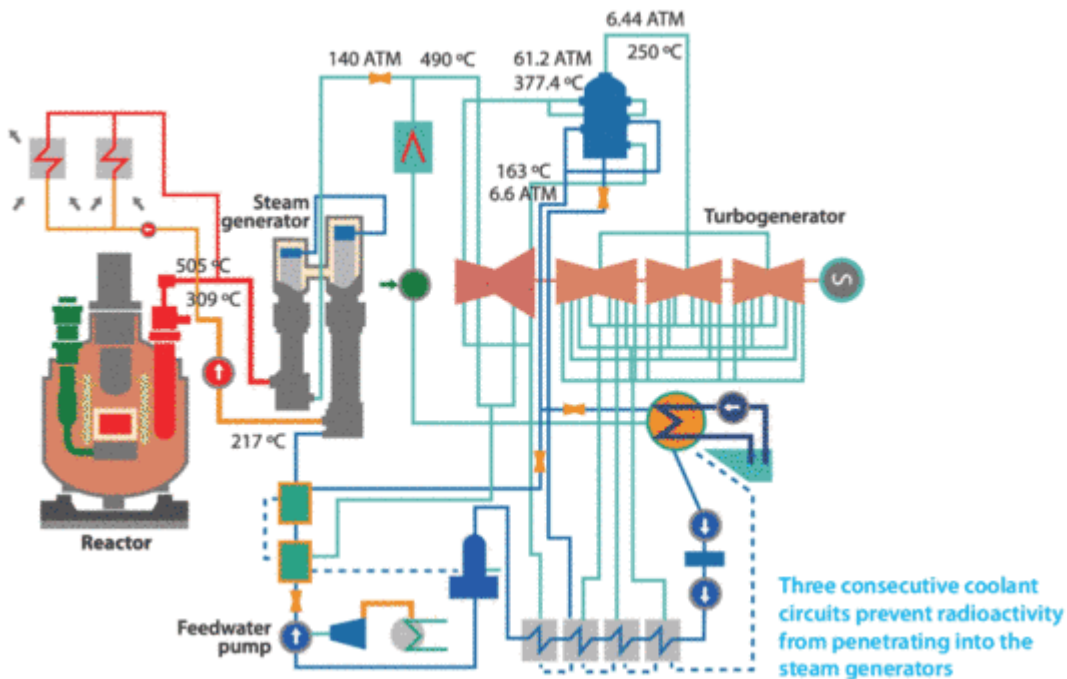 6.44 ATM
140 ATM
490 ºC
61.2 ATM
250 ºC
377.4 ºC
163 ºC
6.6 ATM
Steam
generator
Turbogenerator
505 ºC
309 ºC
S
217 ºC
Reactor
Feedwater
pump
Three consecutive coolant
circuits prevent radioactivity
from penetrating into the
steam generators